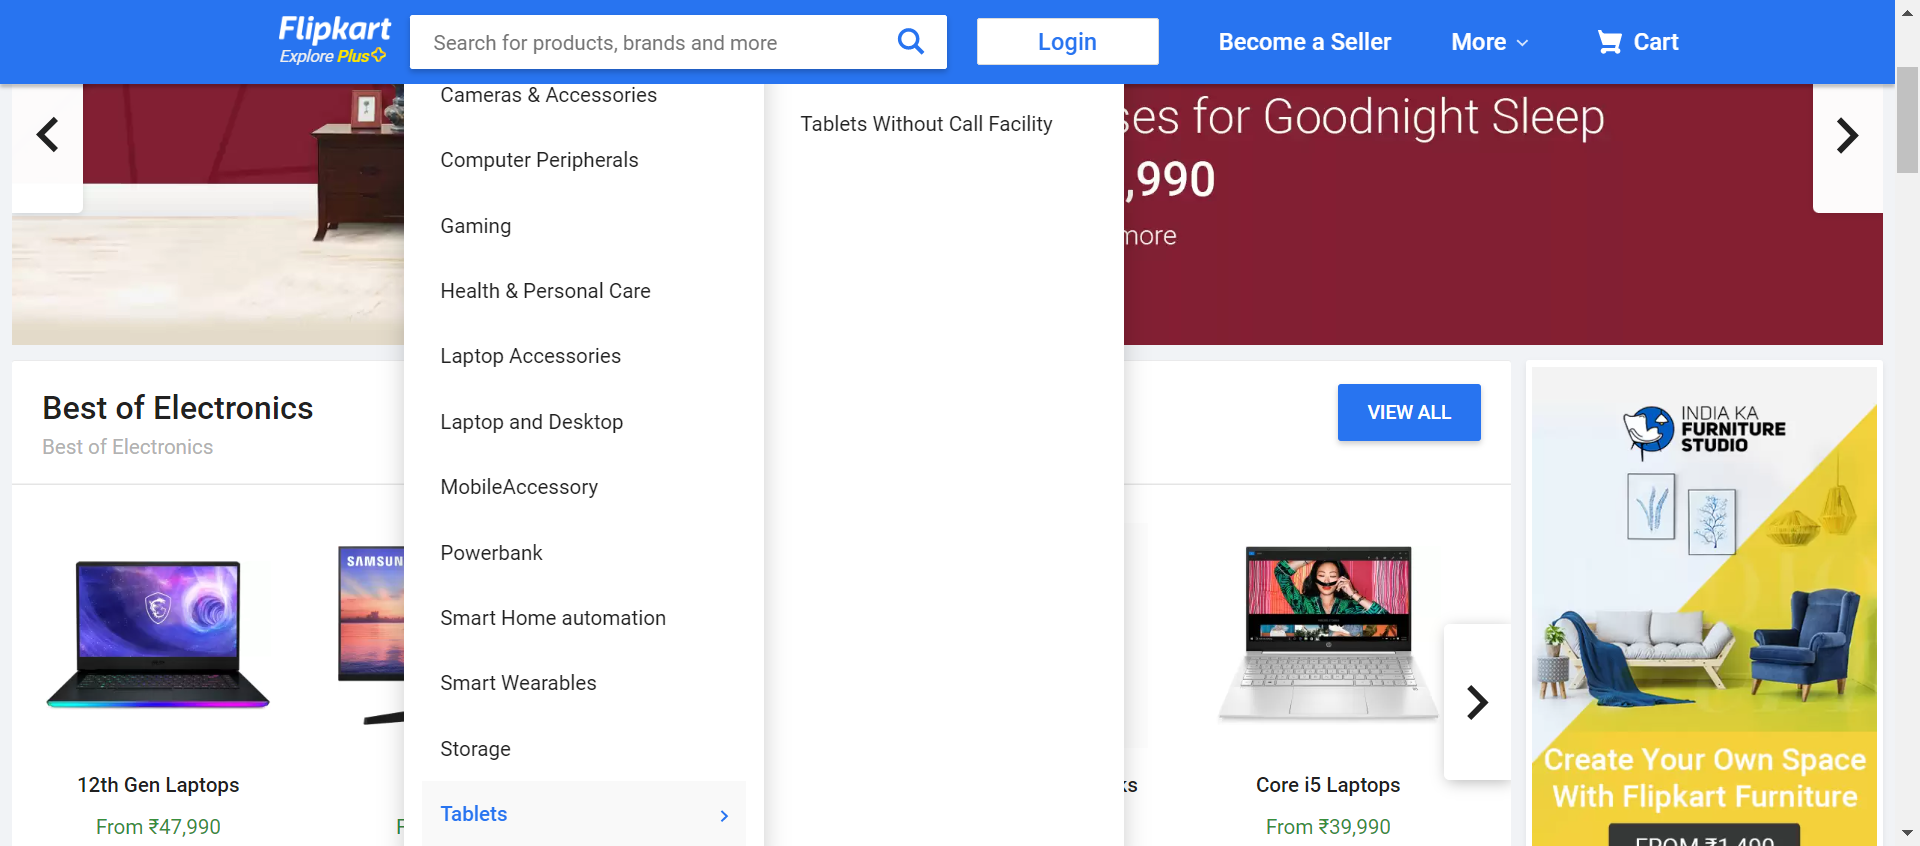 Flipkart
Explore Plus
Search for products, brands and more
Login
Become a Seller
More
Cart
Cameras & Accessories
Computer Peripherals
Gaming
Health & Personal Care
Laptop Accessories
Laptop and Desktop
MobileAccessory
Powerbank
Smart Home automation
Smart Wearables
Storage
Tablets
Tablets Without Call Facility
ses for Goodnight Sleep
,990
more
Best of Electronics
Best of Electronics
VIEW ALL
SAMSUN
12th Gen Laptops
From ₹47,990
F
ks
Core i5 Laptops
From ₹39,990
INDIA KA
FURNITURE
STUDIO
Create Your Own Space
With Flipkart Furniture
FROM ₹1,499